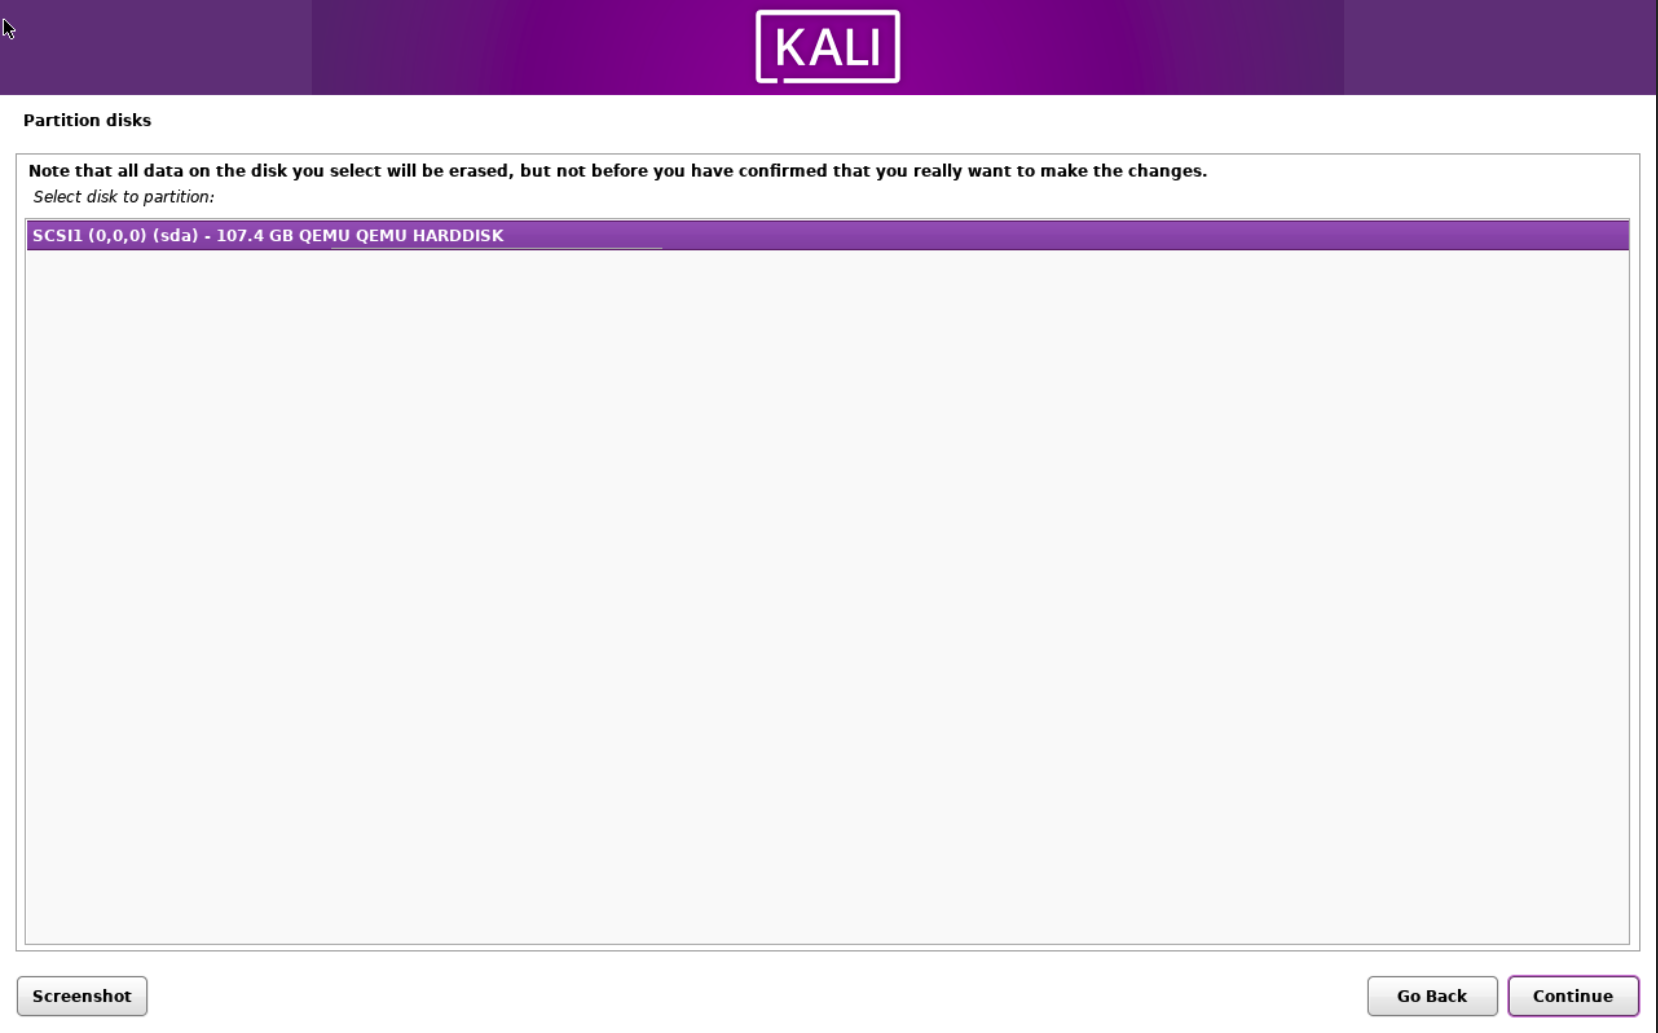 KALI
Partition disks
Note that all data on the disk you select will be erased, but not before you have confirmed that you really want to make the changes.
Select disk to partition:
SCSI1 (0,0,0) (sda) - 107.4 GB QEMU QEMU HARDDISK
Screenshot
Go Back
Continue